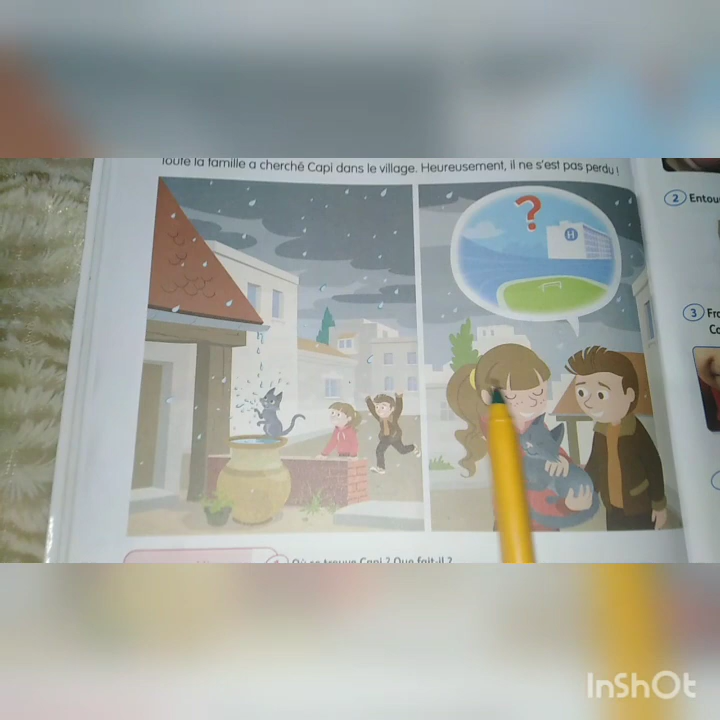 Toute la famille a cherché Capi dans le village. Heureusement, il ne s'est pas perdu !
?
H
2 Entou
3 Fra
Où se trouve Capi ? Que fait-il ?
InShOt